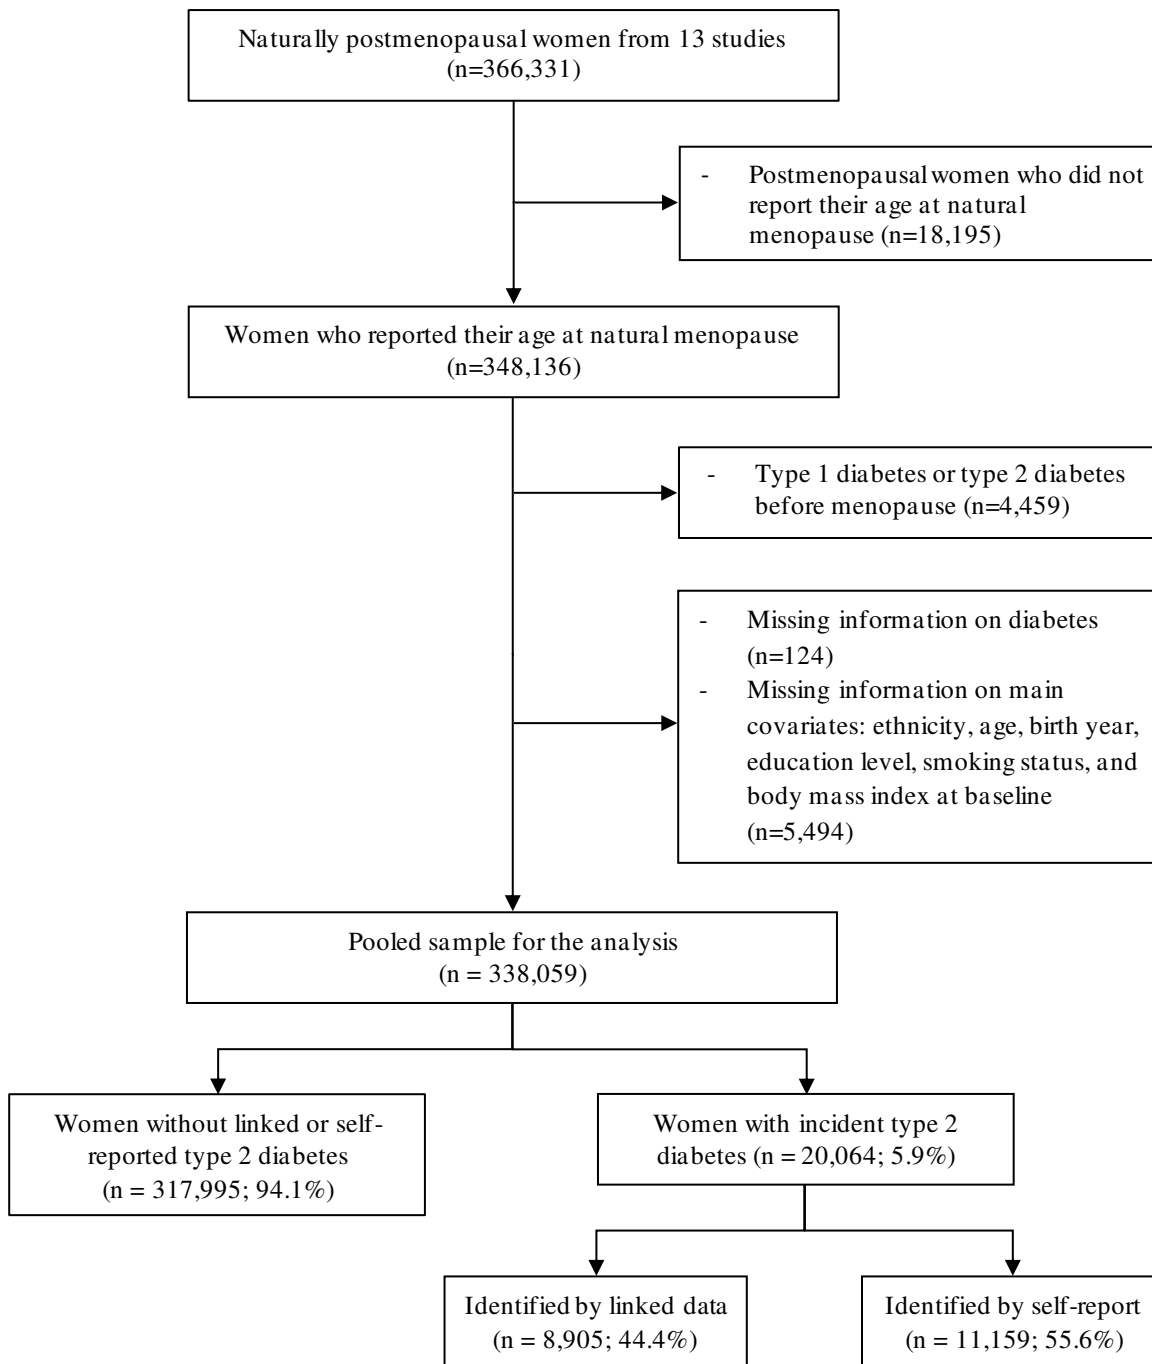 Naturally postmenopausal women from 13 studies
(n=366,331)
- Postmenopausal women who did not
report their age at natural
menopause (n=18,195)
Women who reported their age at natural menopause
(n=348,136)
- Type 1 diabetes or type 2 diabetes
before menopause (n=4,459)
- Missing information on diabetes
(n=124)
- Missing information on main
covariates: ethnicity, age, birth year,
education level, smoking status, and
body mass index at baseline
(n=5,494)
Pooled sample for the analysis
(n = 338,059)
Women without linked or self-
reported type 2 diabetes
(n = 317,995; 94.1%)
Women with incident type 2
diabetes (n = 20,064; 5.9%)
Identified by linked data
(n = 8,905; 44.4%)
Identified by self-report
(n = 11,159; 55.6%)